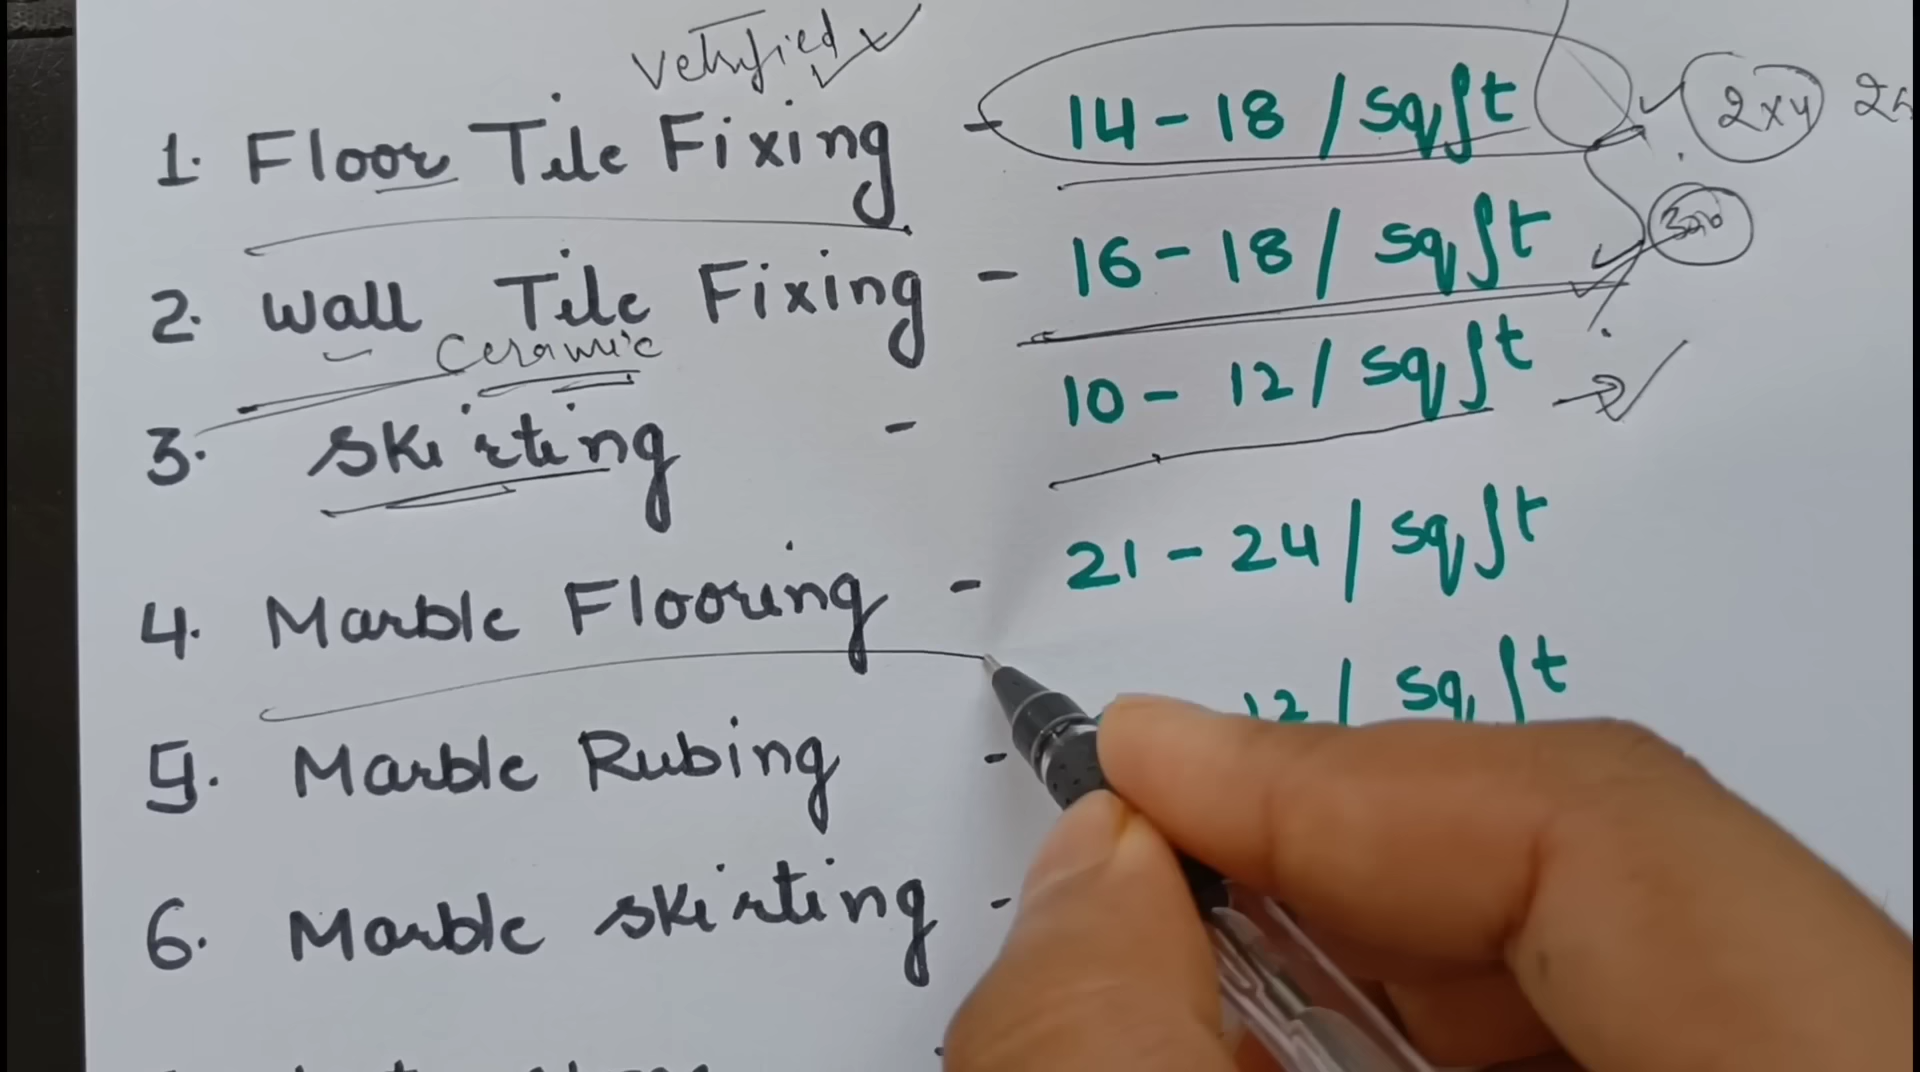 Vetrified
1. Floor Tile Fixing - 14-18/sqft 2x4
2. Wall Tile Fixing - 16-18/sqft
Ceramic
3. Skirting - 10-12/sqft
4. Marble Flooring - 21-24/sqft
5. Marble Rubing - 12/sqft
6. Marble skirting -